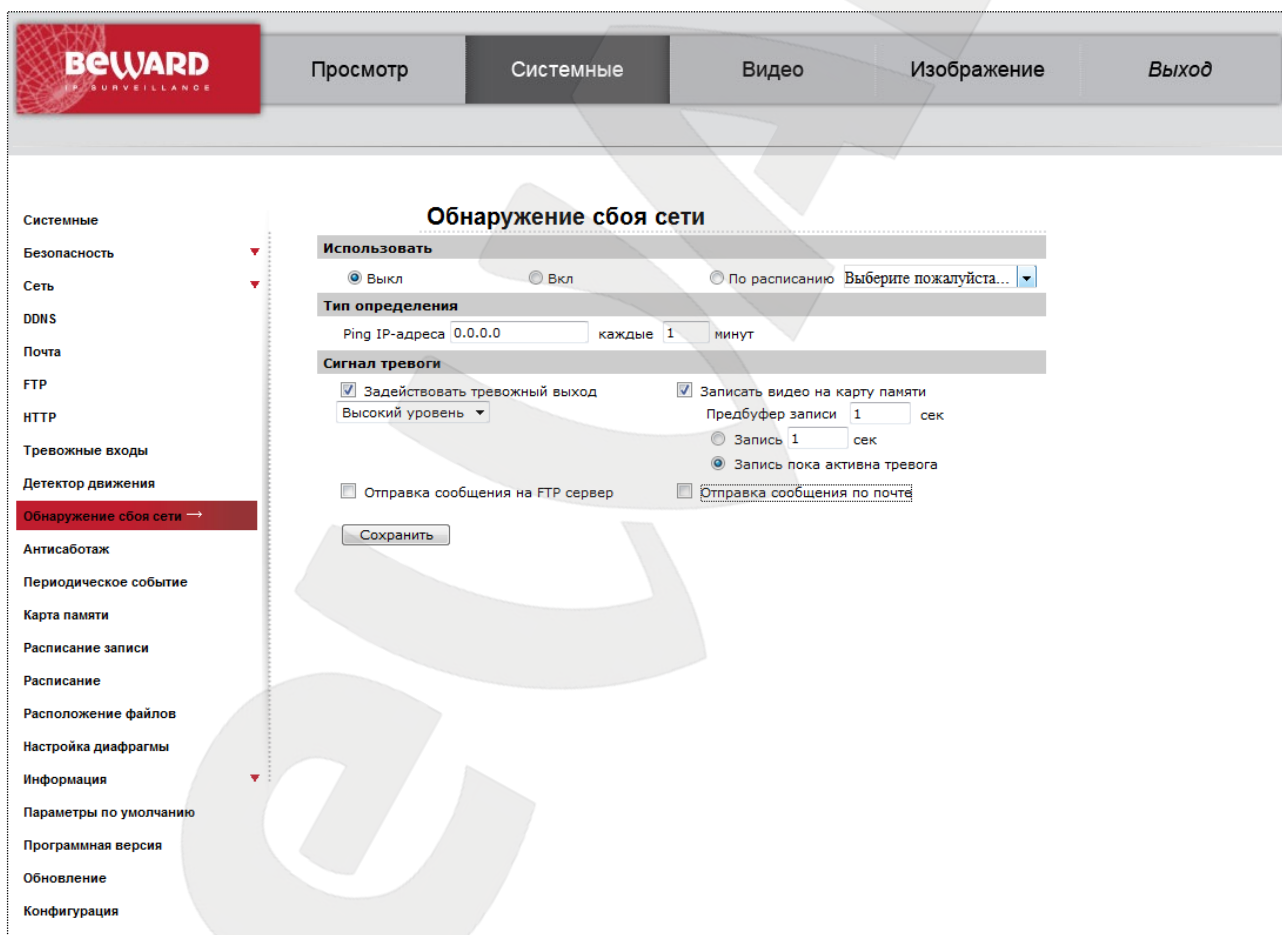 BEWARD
IP SURVEILLANCE
Просмотр
Системные
Видео
Изображение
Выход
Системные
Безопасность
Сеть
DDNS
Почта
FTP
HTTP
Тревожные входы
Детектор движения
Обнаружение сбоя сети →
Антисаботаж
Периодическое событие
Карта памяти
Расписание записи
Расписание
Расположение файлов
Настройка диафрагмы
Информация
Параметры по умолчанию
Программная версия
Обновление
Конфигурация
Обнаружение сбоя сети
Использовать
Выкл Вкл По расписанию Выберите пожалуйста...
Тип определения
Ping IP-адреса 0.0.0.0 каждые 1 минут
Сигнал тревоги
Задействовать тревожный выход
Высокий уровень
Записать видео на карту памяти
Предбуфер записи 1 сек
Запись 1 сек
Запись пока активна тревога
Отправка сообщения на FTP сервер
Отправка сообщения по почте
Сохранить